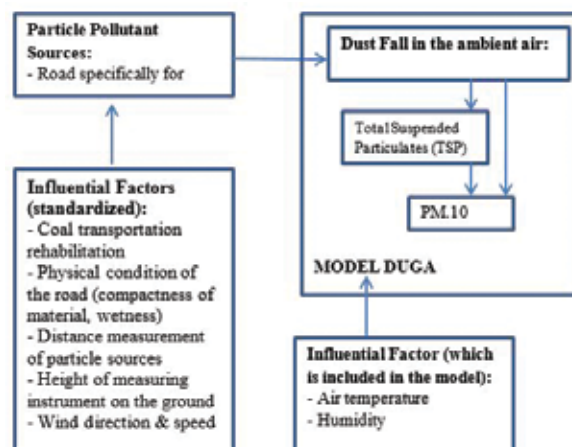 Particle Pollutant
Sources:
- Road specifically for
Dust Fall in the ambient air:
Total Suspended
Particulates (TSP)
PM.10
MODEL DUGA
Influential Factors
(standardized):
- Coal transportation
rehabilitation
- Physical condition of
the road (compactness of
material, wetness)
- Distance measurement
of particle sources
- Height of measuring
instrument on the ground
- Wind direction & speed
Influential Factor (which
is included in the model):
- Air temperature
- Humidity